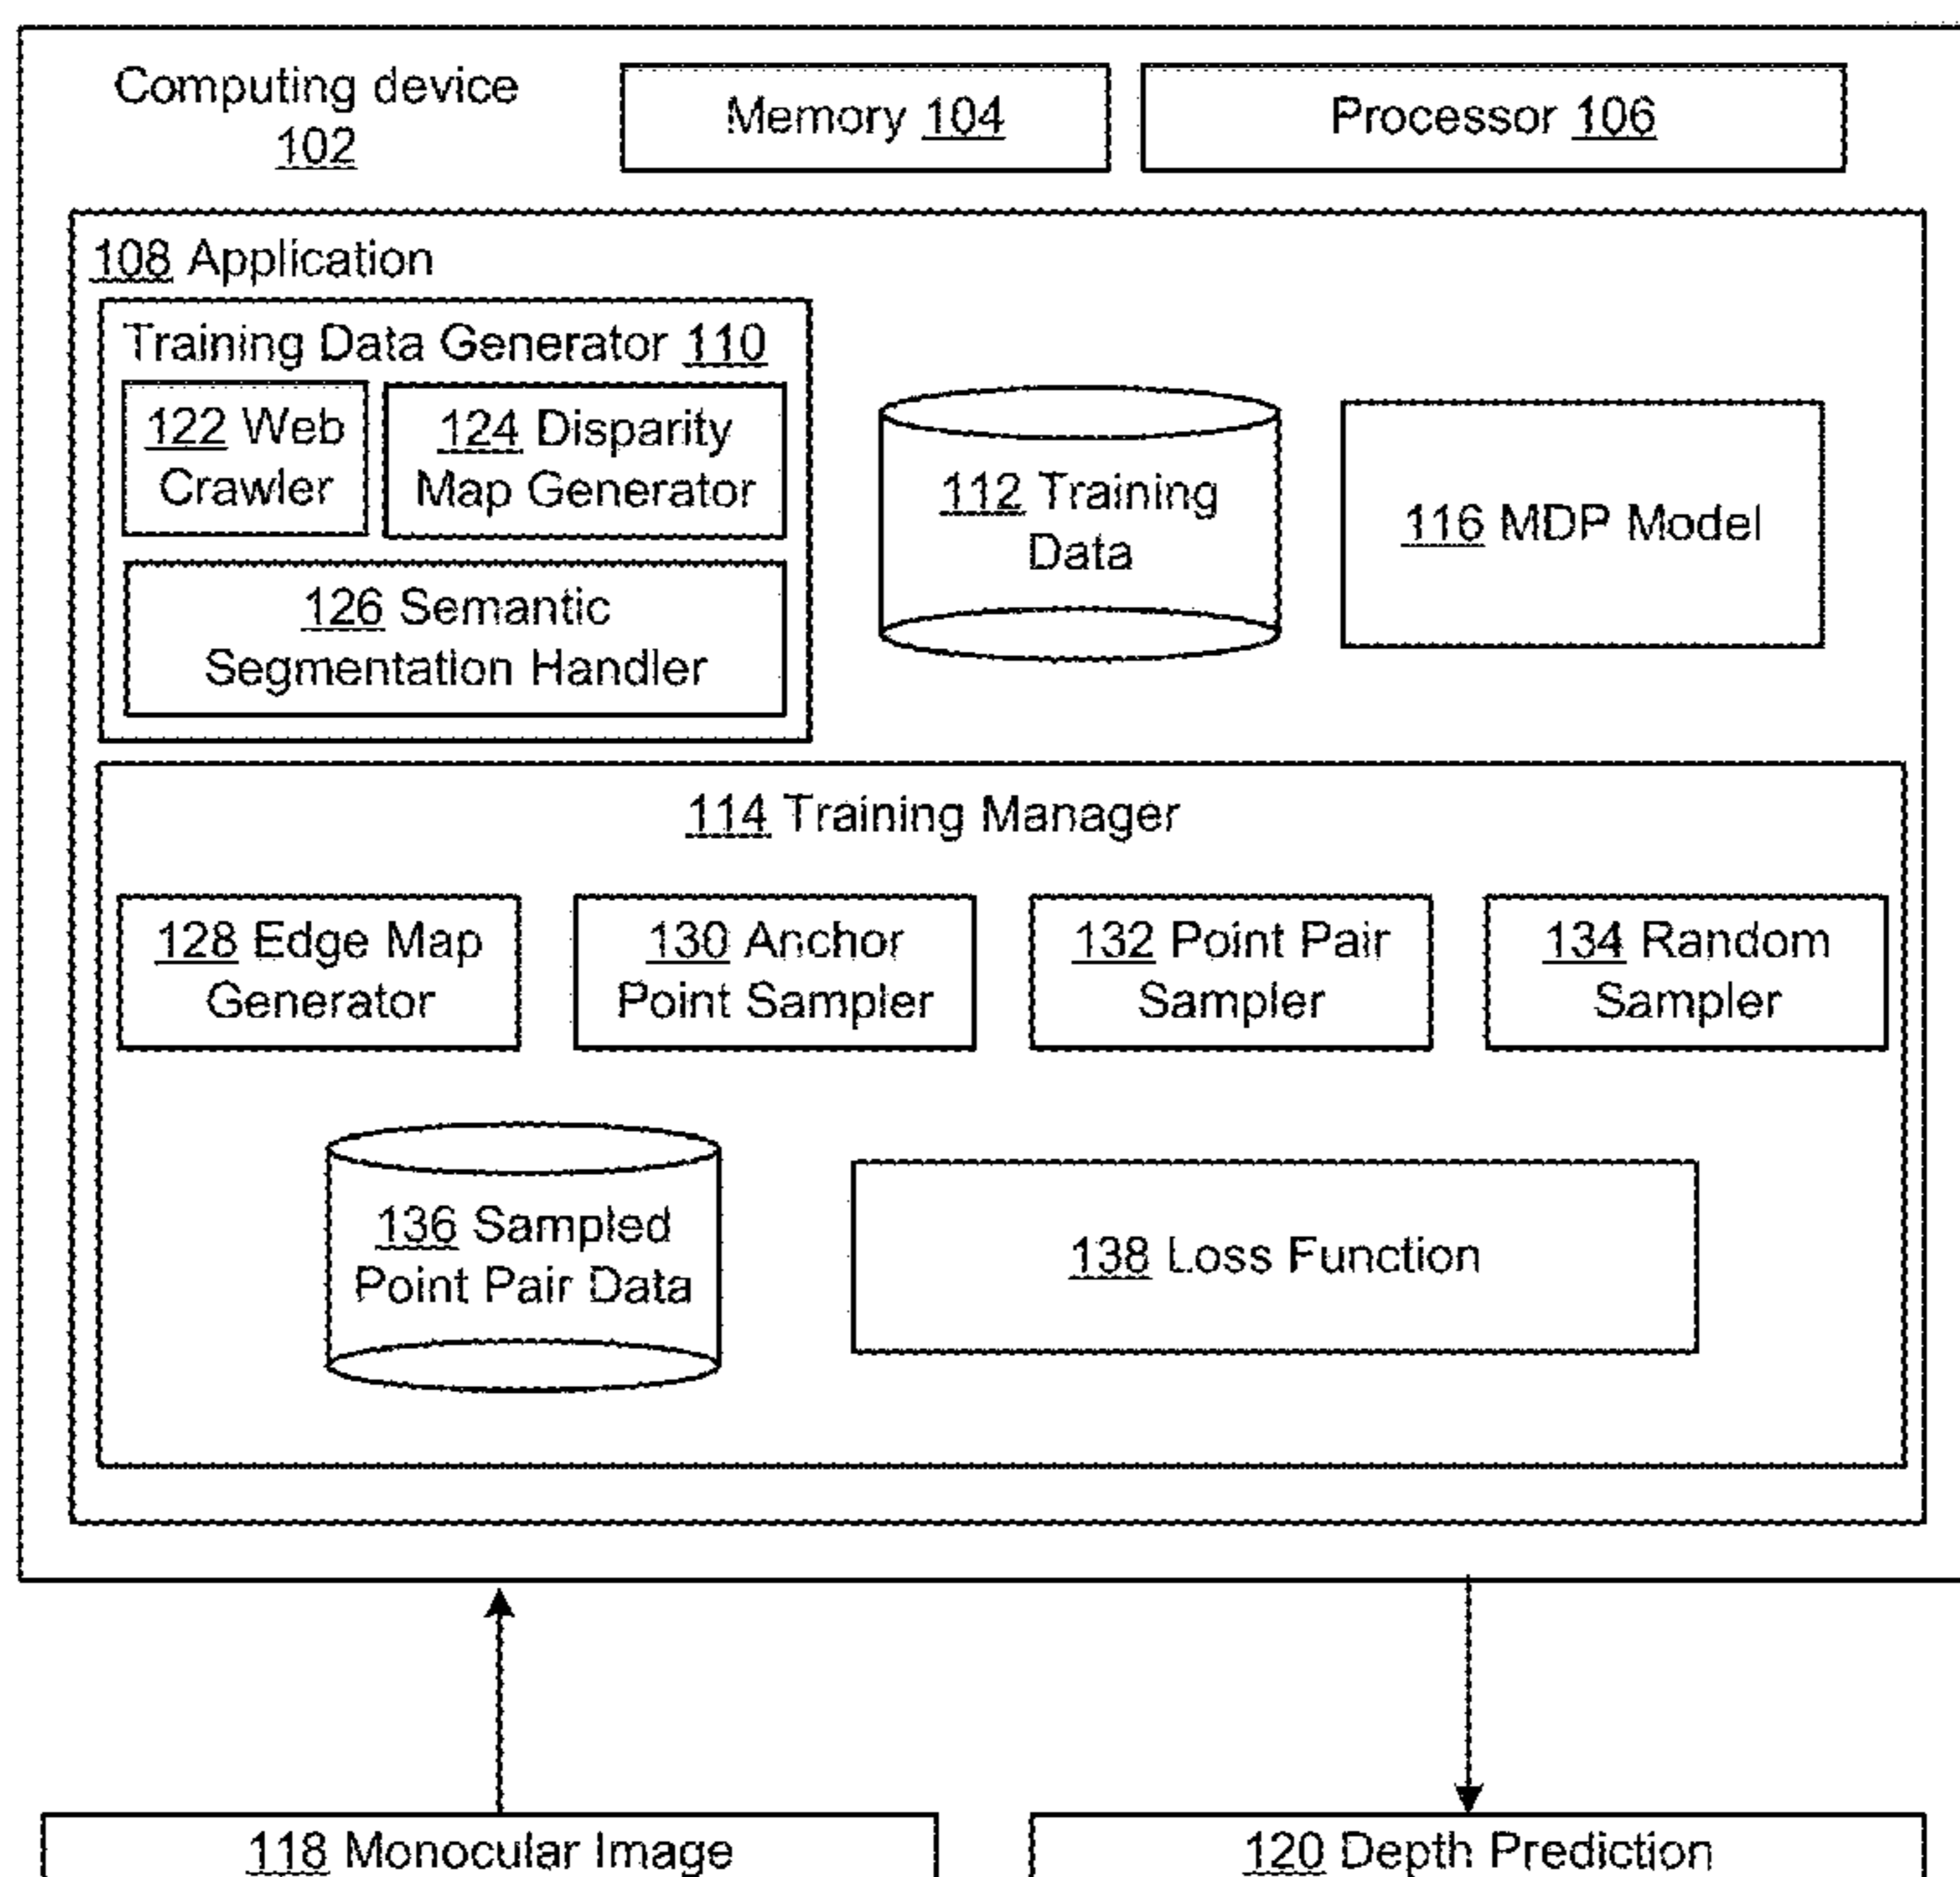 Computing device
102
Memory 104
Processor 106
108 Application
Training Data Generator 110
122 Web
Crawler
124 Disparity
Map Generator
126 Semantic
Segmentation Handler
112 Training
Data
116 MDP Model
114 Training Manager
128 Edge Map
Generator
130 Anchor
Point Sampler
132 Point Pair
Sampler
134 Random
Sampler
136 Sampled
Point Pair Data
138 Loss Function
118 Monocular Image
120 Depth Prediction